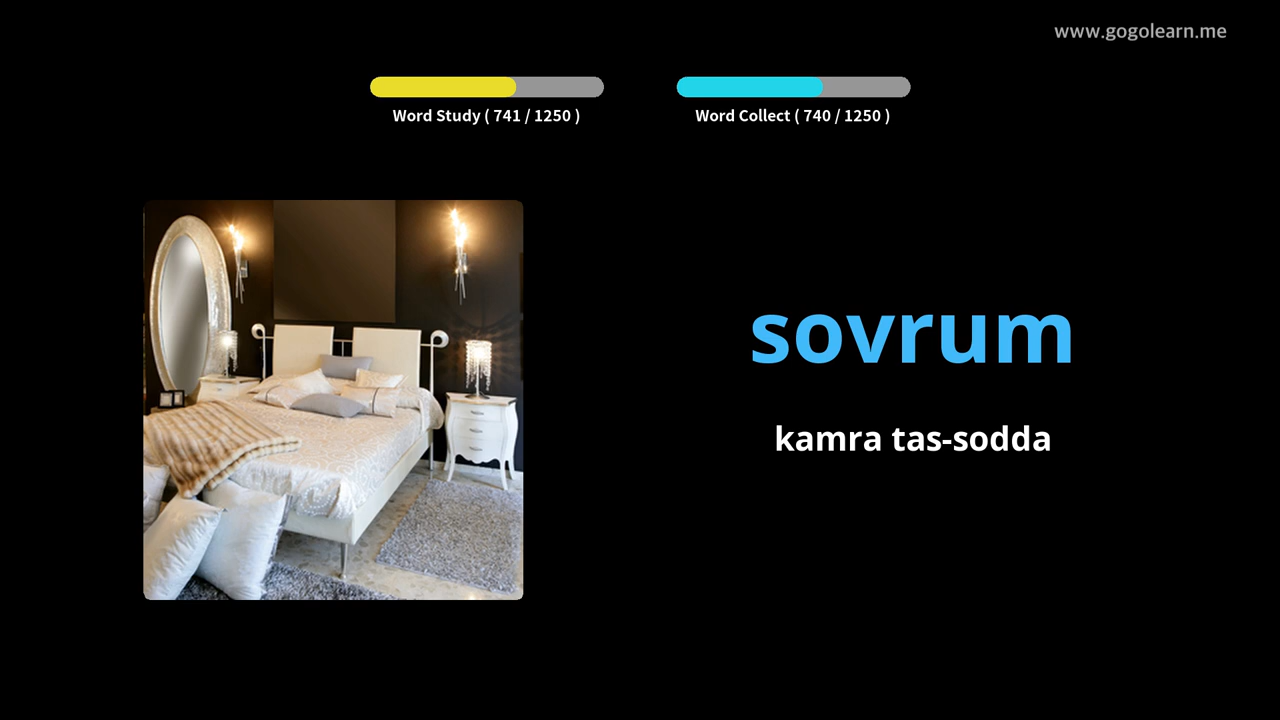 www.gogolearn.me
Word Study ( 741 / 1250 )
Word Collect ( 740 / 1250 )
sovrum
kamra tas-sodda